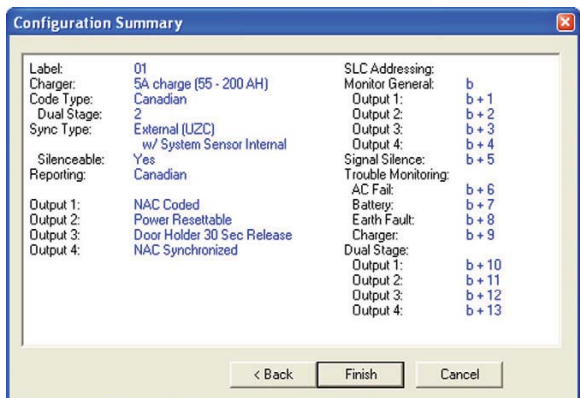 Configuration Summary
Label: 01
Charger: 5A charge (55 - 200 AH)
Code Type: Canadian
Dual Stage: 2
Sync Type: External (UZC)
w/ System Sensor Internal
Silenceable: Yes
Reporting: Canadian
Output 1: NAC Coded
Output 2: Power Resettable
Output 3: Door Holder 30 Sec Release
Output 4: NAC Synchronized
SLC Addressing:
Monitor General: b
Output 1: b + 1
Output 2: b + 2
Output 3: b + 3
Output 4: b + 4
Signal Silence: b + 5
Trouble Monitoring:
AC Fail: b + 6
Battery: b + 7
Earth Fault: b + 8
Charger: b + 9
Dual Stage:
Output 1: b + 10
Output 2: b + 11
Output 3: b + 12
Output 4: b + 13
< Back Finish Cancel